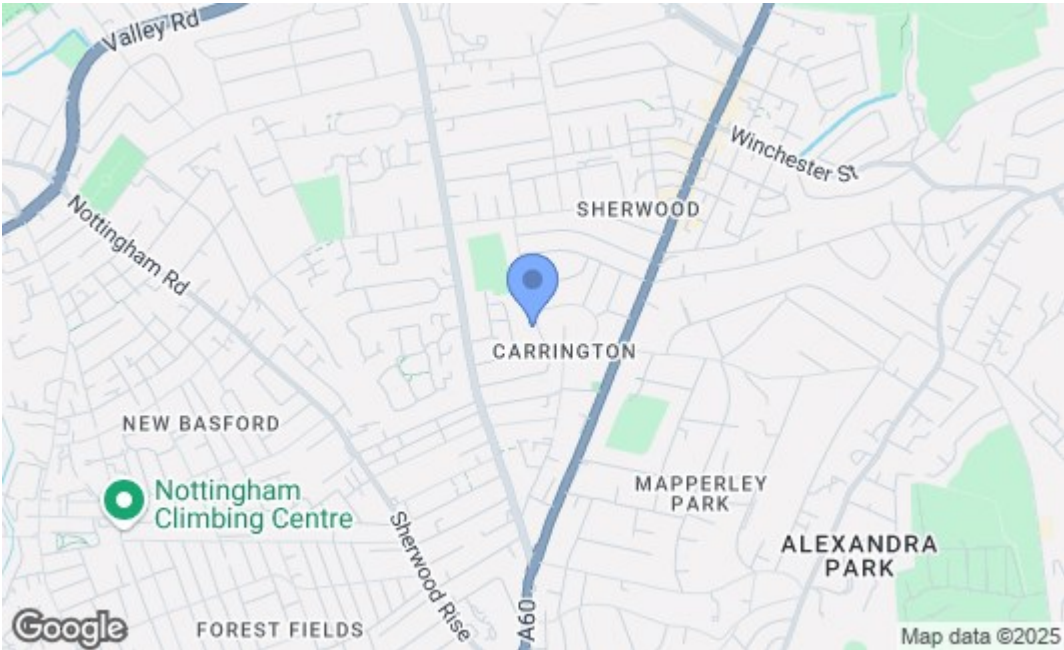 Valley Rd
Winchester St
SHERWOOD
Nottingham Rd
CARRINGTON
NEW BASFORD
MAPPERLEY
PARK
Nottingham
Climbing Centre
Sherwood Rise
ALEXANDRA
PARK
A60
FOREST FIELDS
Google
Map data ©2025